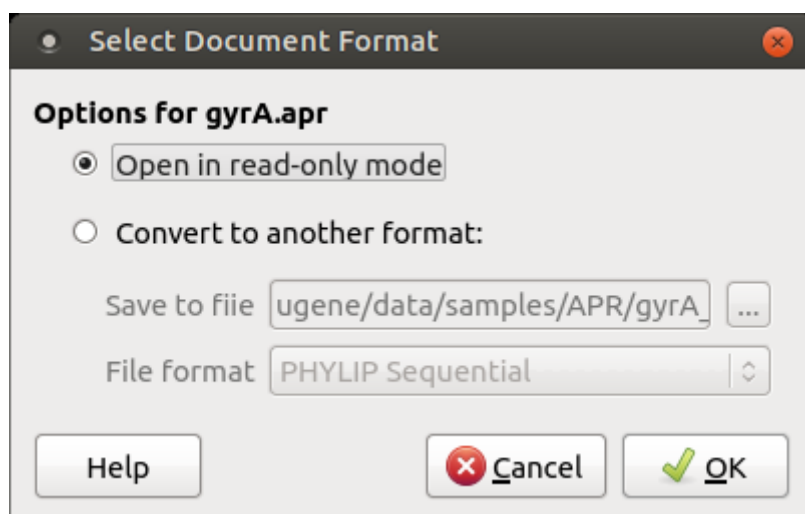 Select Document Format
Options for gyrA.apr
Open in read-only mode
Convert to another format:
Save to fiie ugene/data/samples/APR/gyrA_ ...
File format PHYLIP Sequential
Help Cancel OK